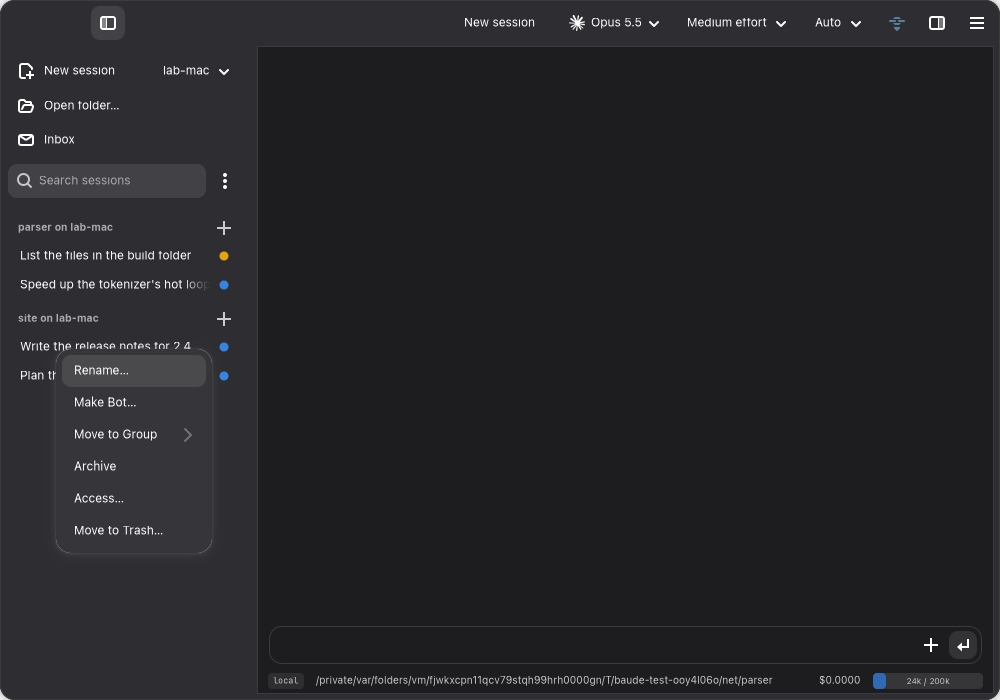 New session
Opus 5.5
Medium effort
Auto
New session
lab-mac
Open folder...
Inbox
Search sessions
parser on lab-mac
List the files in the build folder
Speed up the tokenizer's hot loop
site on lab-mac
Write the release notes for 2.4
Plan th
Rename...
Make Bot...
Move to Group
Archive
Access...
Move to Trash...
local
/private/var/folders/vm/fjwkxcpn11qcv79stqh99hrh0000gn/T/baude-test-ooy4l06o/net/parser
$0.0000
24k / 200k